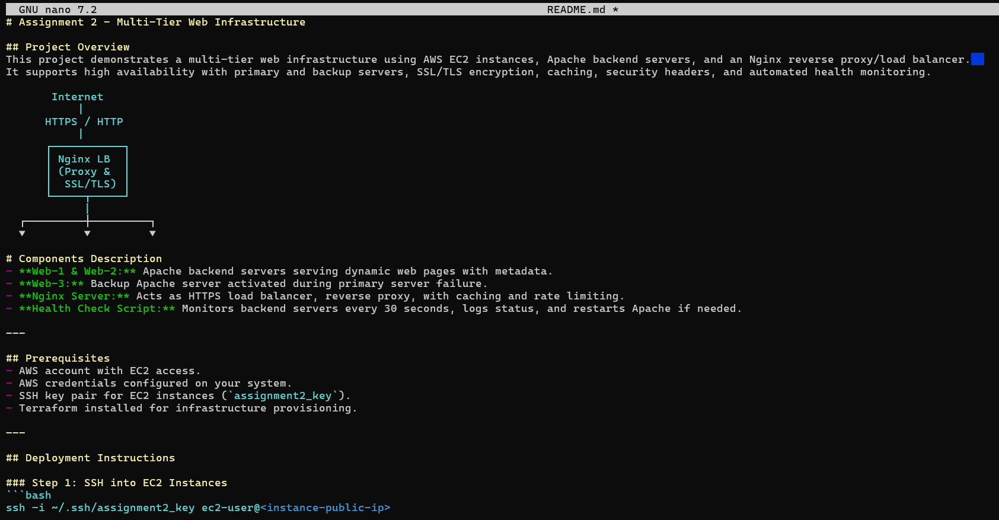 GNU nano 7.2 README.md *
# Assignment 2 - Multi-Tier Web Infrastructure
## Project Overview
This project demonstrates a multi-tier web infrastructure using AWS EC2 instances, Apache backend servers, and an Nginx reverse proxy/load balancer.
It supports high availability with primary and backup servers, SSL/TLS encryption, caching, security headers, and automated health monitoring.
Internet
|
HTTPS / HTTP
|
Nginx LB
(Proxy &
SSL/TLS)
|
▼ ▼ ▼
# Components Description
- **Web-1 & Web-2:** Apache backend servers serving dynamic web pages with metadata.
- **Web-3:** Backup Apache server activated during primary server failure.
- **Nginx Server:** Acts as HTTPS load balancer, reverse proxy, with caching and rate limiting.
- **Health Check Script:** Monitors backend servers every 30 seconds, logs status, and restarts Apache if needed.
---
## Prerequisites
- AWS account with EC2 access.
- AWS credentials configured on your system.
- SSH key pair for EC2 instances (`assignment2_key`).
- Terraform installed for infrastructure provisioning.
---
## Deployment Instructions
### Step 1: SSH into EC2 Instances
```bash
ssh -i ~/.ssh/assignment2_key ec2-user@<instance-public-ip>